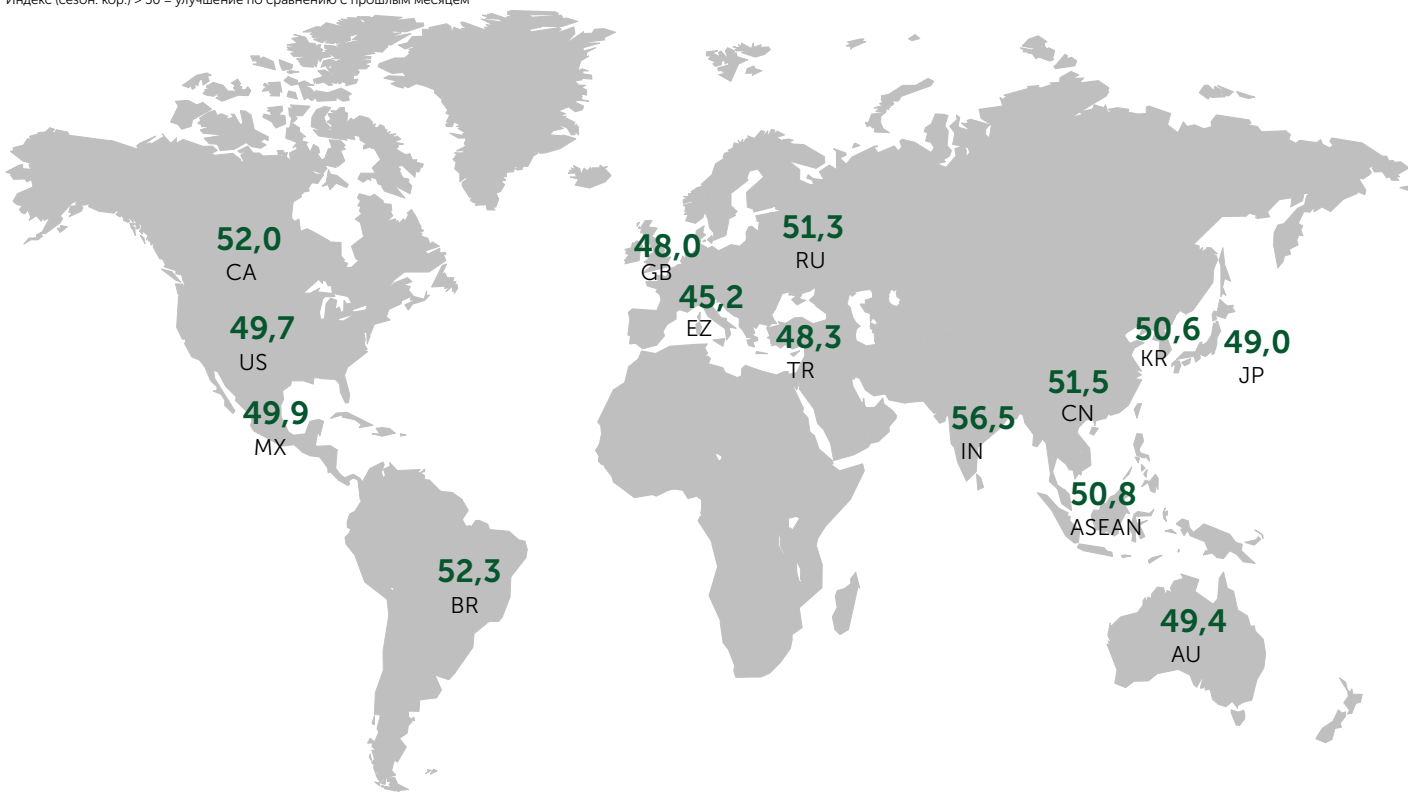 Индекс (сезон. кор.) > 50 = улучшение по сравнению с прошлым месяцем
52,0
CA
48,0
GB
51,3
RU
45,2
EZ
49,7
US
48,3
TR
50,6
KR
49,0
JP
51,5
CN
49,9
MX
56,5
IN
50,8
ASEAN
52,3
BR
49,4
AU